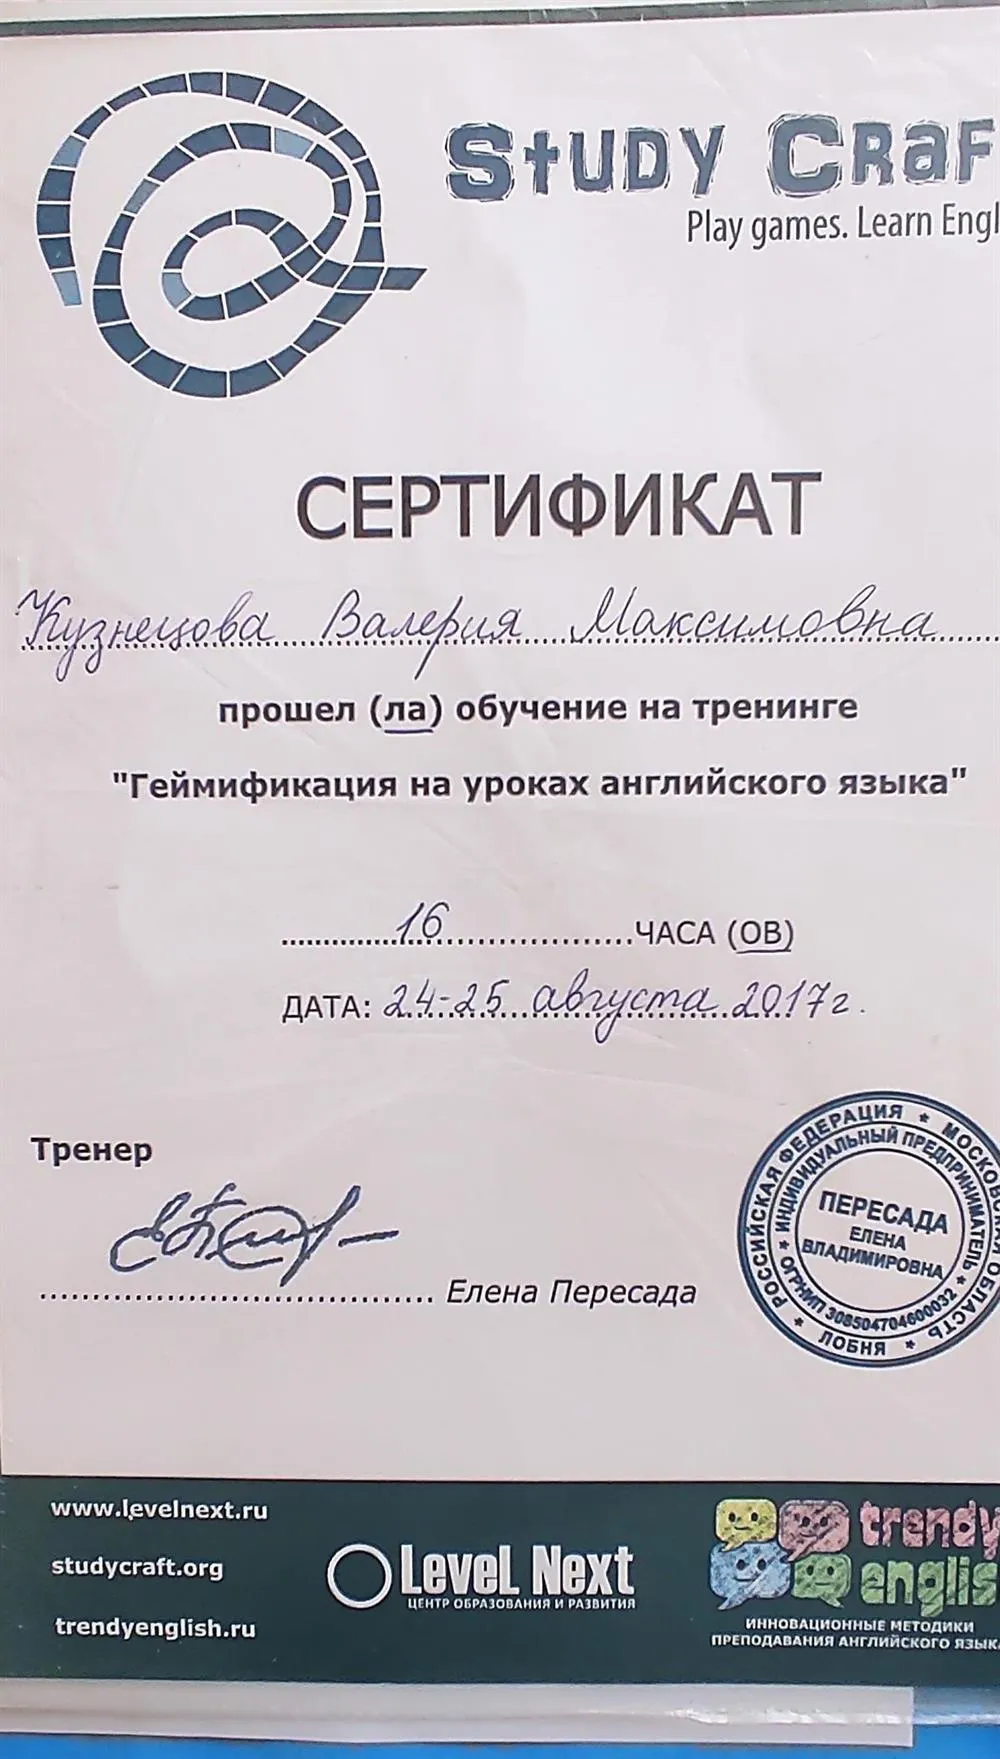 Study Craf
Play games. Learn Engl
СЕРТИФИКАТ
Кузнецова Валерия Максимовна
прошел (ла) обучение на тренинге
"Геймификация на уроках английского языка"
16 ЧАСА (ОВ)
ДАТА: 24-25 августа 2017г.
Тренер
Елена Пересада
РОССИЙСКАЯ ФЕДЕРАЦИЯ * МОСКОВСКАЯ ОБЛАСТЬ * ЛОБНЯ *
ИНДИВИДУАЛЬНЫЙ ПРЕДПРИНИМАТЕЛЬ * ОГРНИП 308504704600032 *
ПЕРЕСАДА
ЕЛЕНА
ВЛАДИМИРОВНА
www.levelnext.ru
studycraft.org
trendyenglish.ru
Level Next
ЦЕНТР ОБРАЗОВАНИЯ И РАЗВИТИЯ
trendy
englis
ИННОВАЦИОННЫЕ МЕТОДИКИ
ПРЕПОДАВАНИЯ АНГЛИЙСКОГО ЯЗЫКА